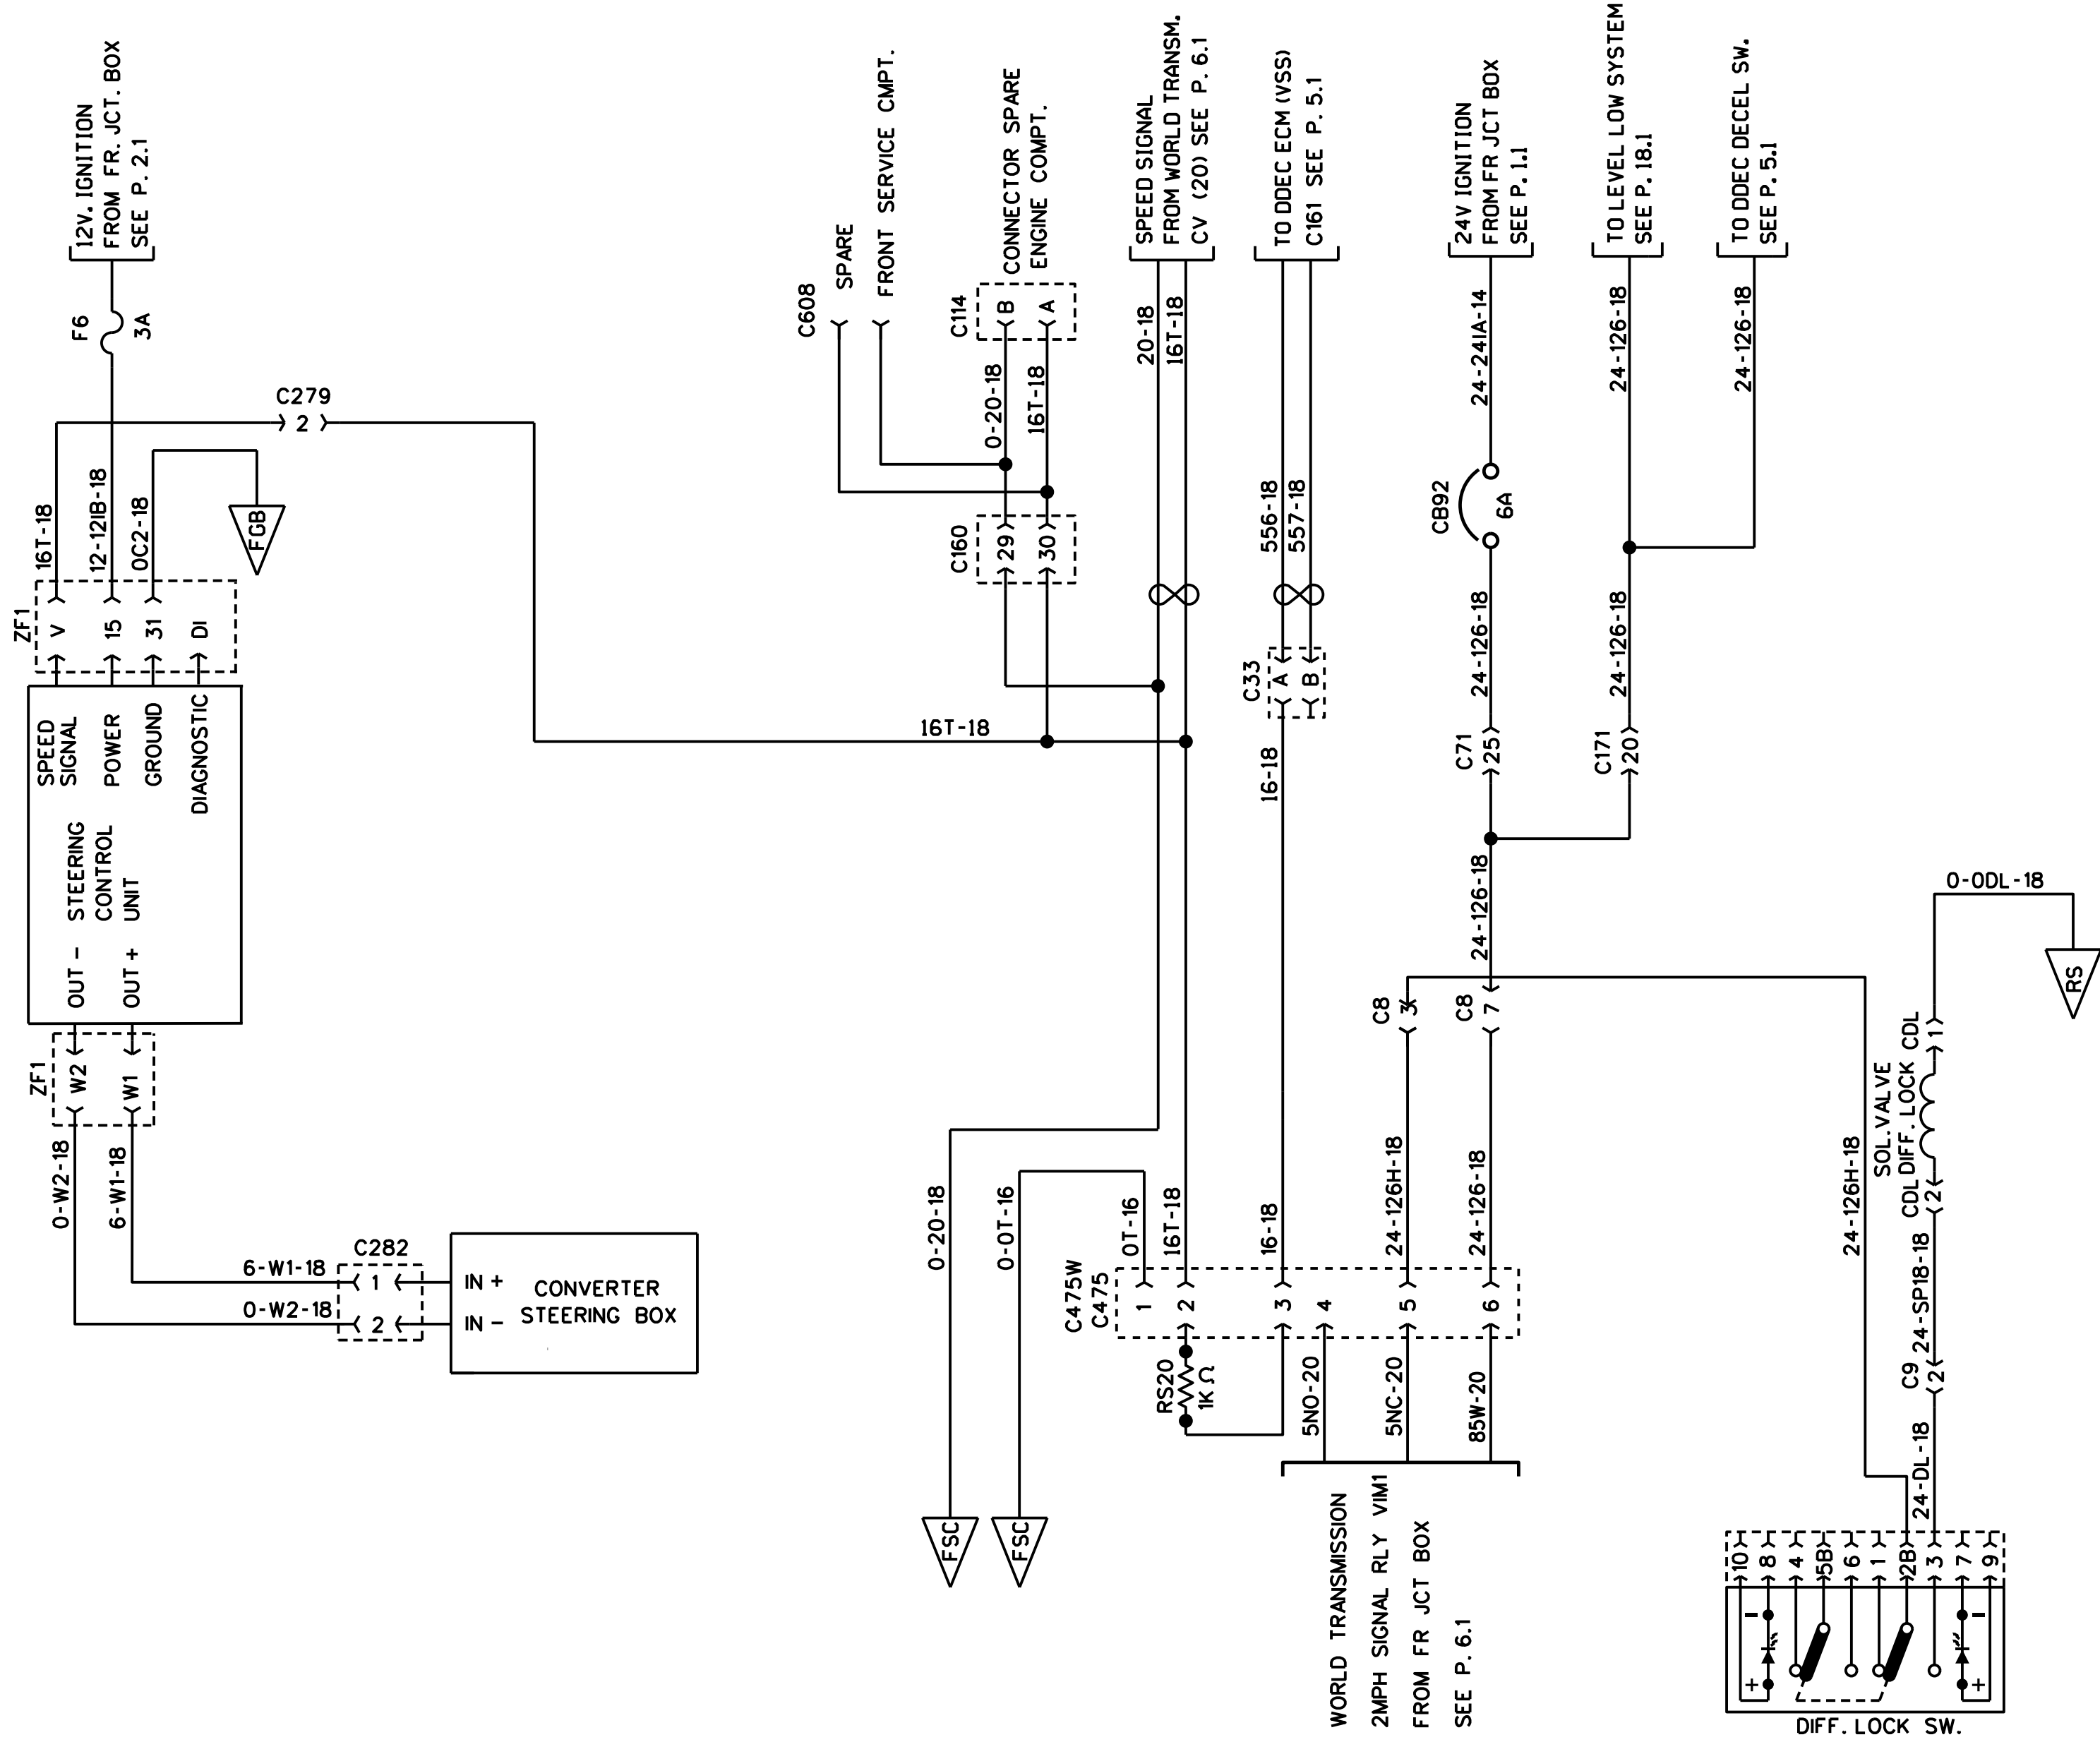 12V. IGNITION
FROM FR. JCT. BOX
SEE P. 2.1
F6
3A
C279
2
16T-18
12-12IB-18
0C2-18
FGB
ZF1
V
15
31
DI
SPEED
SIGNAL
POWER
GROUND
DIAGNOSTIC
STEERING
CONTROL
UNIT
OUT -
OUT +
ZF1
W2
W1
0-W2-18
6-W1-18
C282
6-W1-18
1
0-W2-18
2
IN +
IN -
CONVERTER
STEERING BOX
C608
SPARE
FRONT SERVICE CMPT.
C114
B
A
CONNECTOR SPARE
ENGINE COMPT.
0-20-18
16T-18
C160
29
30
16T-18
SPEED SIGNAL
FROM WORLD TRANSM.
CV (20) SEE P. 6.1
20-18
16T-18
TO DDEC ECM (VSS)
C161 SEE P. 5.1
556-18
557-18
C33
A
B
16-18
24V IGNITION
FROM FR JCT BOX
SEE P. 1.1
24-24IA-14
CB92
6A
24-126-18
C71
25
24-126-18
TO LEVEL LOW SYSTEM
SEE P. 18.1
24-126-18
24-126-18
C171
20
TO DDEC DECEL SW.
SEE P. 5.1
24-126-18
C8
3
C8
7
0-20-18
0-0T-16
0T-16
16T-18
16-18
24-126H-18
24-126-18
C475W
C475
1
2
3
4
5
6
RS20
1K Ω
5NO-20
5NC-20
85W-20
FSC
FSC
WORLD TRANSMISSION
2MPH SIGNAL RLY VIM1
FROM FR JCT BOX
SEE P. 6.1
0-0DL-18
RS
CDL
1
SOL.VALVE
DIFF. LOCK
CDL
2
24-126H-18
24-SP18-18
C9
2
24-DL-18
10
8
4
5B
6
1
2B
3
7
9
-
+
-
+
DIFF. LOCK SW.